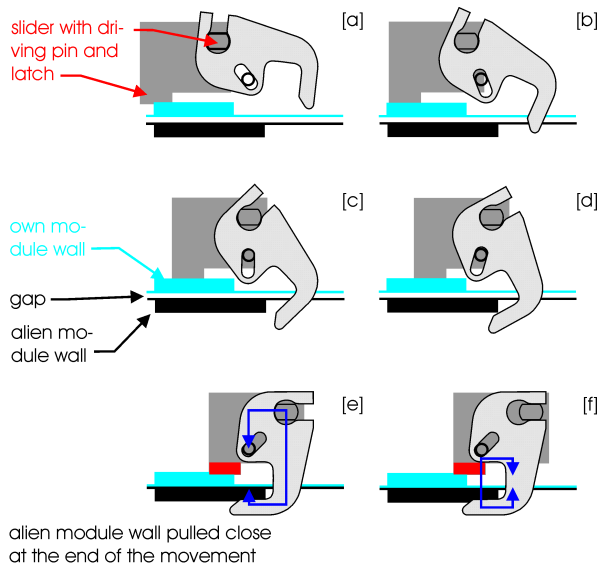 slider with dri-
ving pin and
latch
[a]
[b]
own mo-
dule wall
gap
alien mo-
dule wall
[c]
[d]
[e]
[f]
alien module wall pulled close
at the end of the movement